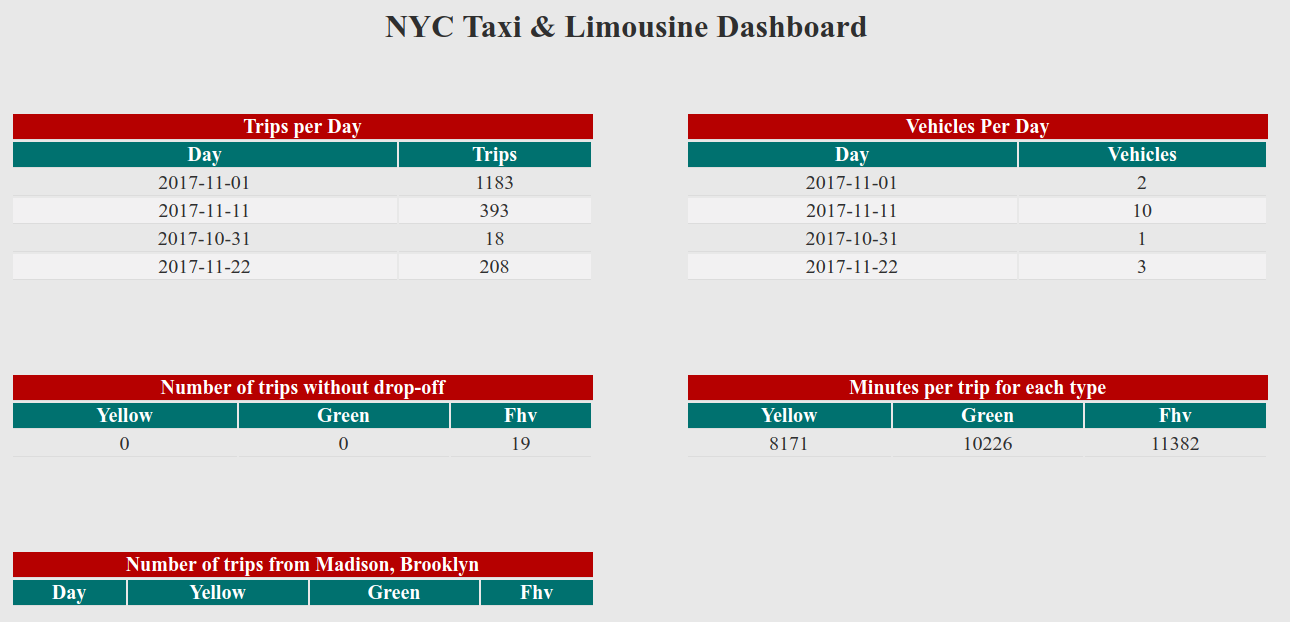 NYC Taxi & Limousine Dashboard
Trips per Day
Day Trips
2017-11-01 1183
2017-11-11 393
2017-10-31 18
2017-11-22 208
Vehicles Per Day
Day Vehicles
2017-11-01 2
2017-11-11 10
2017-10-31 1
2017-11-22 3
Number of trips without drop-off
Yellow Green Fhv
0 0 19
Minutes per trip for each type
Yellow Green Fhv
8171 10226 11382
Number of trips from Madison, Brooklyn
Day Yellow Green Fhv